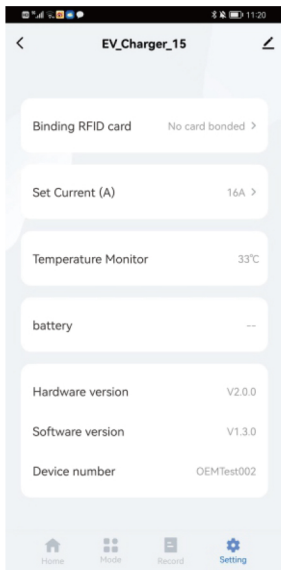 11:20
EV_Charger_15
Binding RFID card No card bonded >
Set Current (A) 16A >
Temperature Monitor 33℃
battery --
Hardware version V2.0.0
Software version V1.3.0
Device number OEMTest002
Home Mode Record Setting